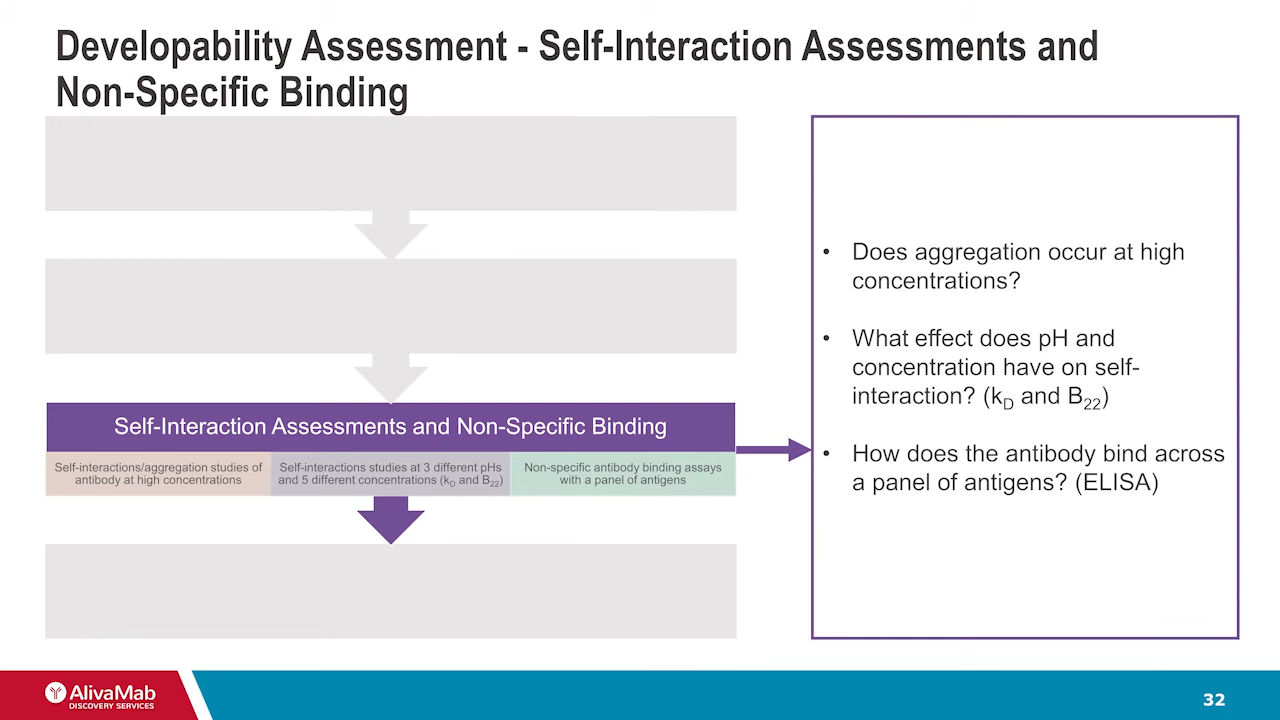 Developability Assessment - Self-Interaction Assessments and
Non-Specific Binding
Self-Interaction Assessments and Non-Specific Binding
Self-interactions/aggregation studies of
antibody at high concentrations
Self-interactions studies at 3 different pHs
and 5 different concentrations (kD and B22)
Non-specific antibody binding assays
with a panel of antigens
• Does aggregation occur at high
concentrations?
• What effect does pH and
concentration have on self-
interaction? (kD and B22)
• How does the antibody bind across
a panel of antigens? (ELISA)
AlivaMab
DISCOVERY SERVICES
32